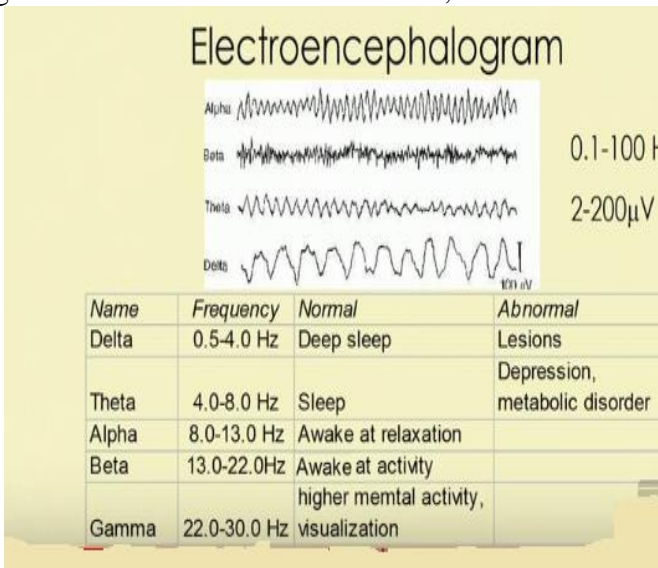 Electroencephalogram
Alpha
Beta
Theta
Delta
100 uV
0.1-100 H
2-200μV
Name Frequency Normal Abnormal
Delta 0.5-4.0 Hz Deep sleep Lesions
Theta 4.0-8.0 Hz Sleep Depression,
metabolic disorder
Alpha 8.0-13.0 Hz Awake at relaxation
Beta 13.0-22.0Hz Awake at activity
Gamma 22.0-30.0 Hz higher memtal activity,
visualization